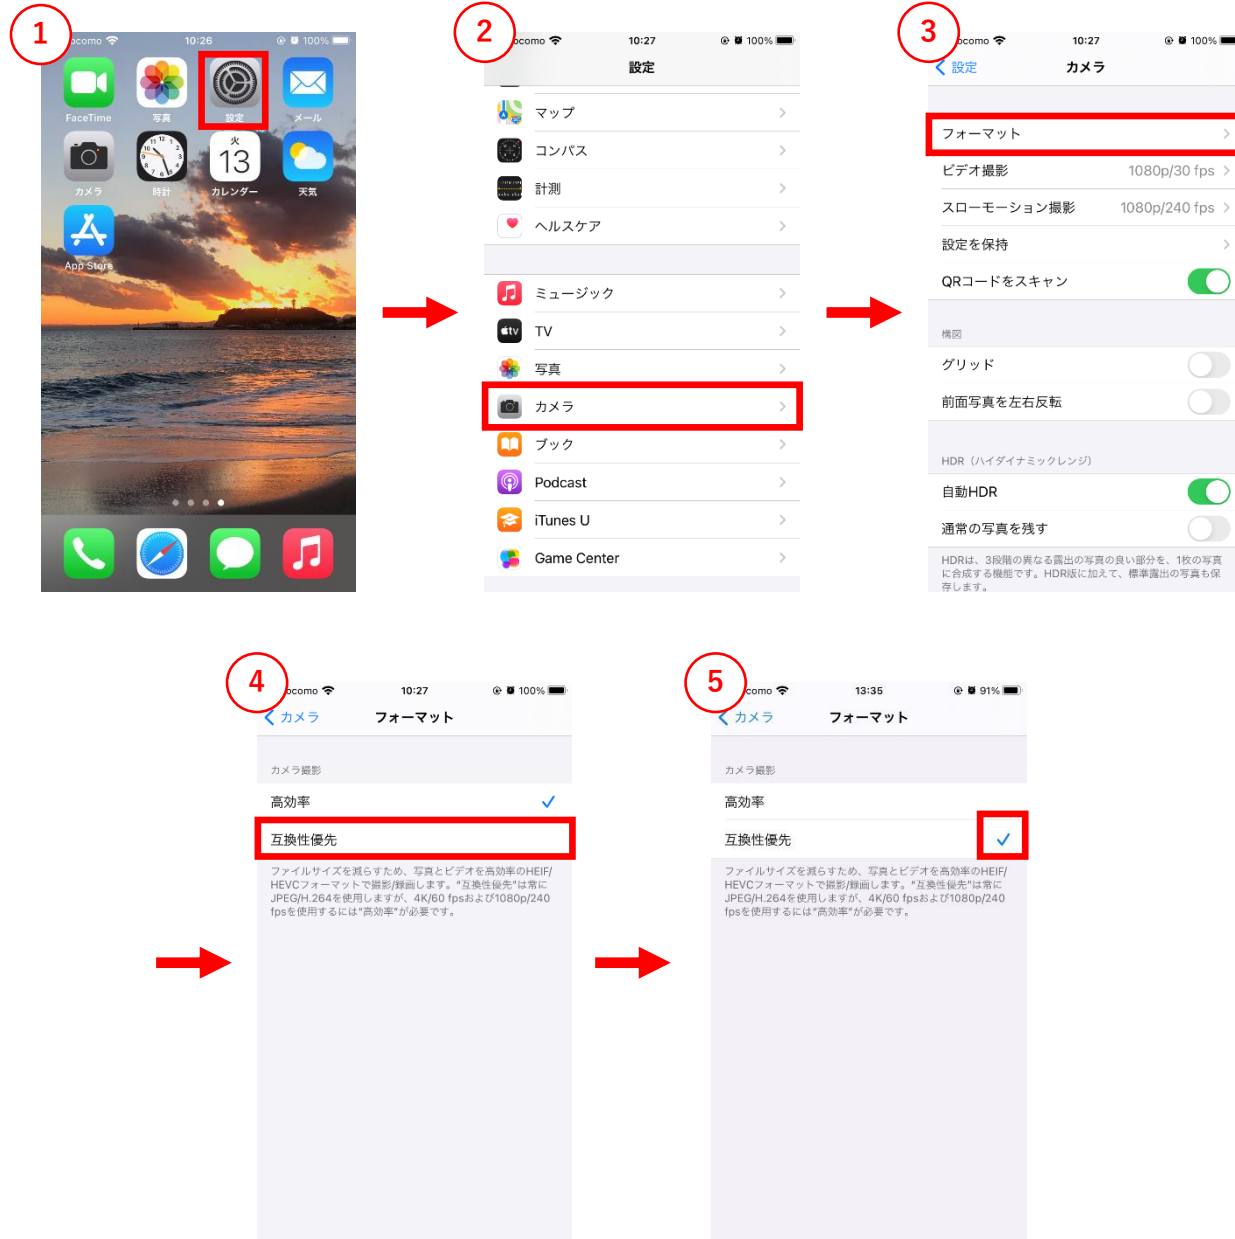 1
ocomo 10:26 100%
FaceTime 写真 設定 メール
火
13
カメラ 時計 カレンダー 天気
App Store
2
ocomo 10:27 100%
設定
マップ
コンパス
計測
ヘルスケア
ミュージック
tv TV
写真
カメラ
ブック
Podcast
iTunes U
Game Center
3
ocomo 10:27 100%
設定 カメラ
フォーマット
ビデオ撮影 1080p/30 fps
スローモーション撮影 1080p/240 fps
設定を保持
QRコードをスキャン
構図
グリッド
前面写真を左右反転
HDR（ハイダイナミックレンジ）
自動HDR
通常の写真を残す
HDRは、3段階の異なる露出の写真の良い部分を、1枚の写真
に合成する機能です。HDR版に加えて、標準露出の写真も保
存します。
4
ocomo 10:27 100%
カメラ フォーマット
カメラ撮影
高効率
互換性優先
ファイルサイズを減らすため、写真とビデオを高効率のHEIF/
HEVCフォーマットで撮影/録画します。"互換性優先"は常に
JPEG/H.264を使用しますが、4K/60 fpsおよび1080p/240
fpsを使用するには"高効率"が必要です。
5
como 13:35 91%
カメラ フォーマット
カメラ撮影
高効率
互換性優先
ファイルサイズを減らすため、写真とビデオを高効率のHEIF/
HEVCフォーマットで撮影/録画します。"互換性優先"は常に
JPEG/H.264を使用しますが、4K/60 fpsおよび1080p/240
fpsを使用するには"高効率"が必要です。